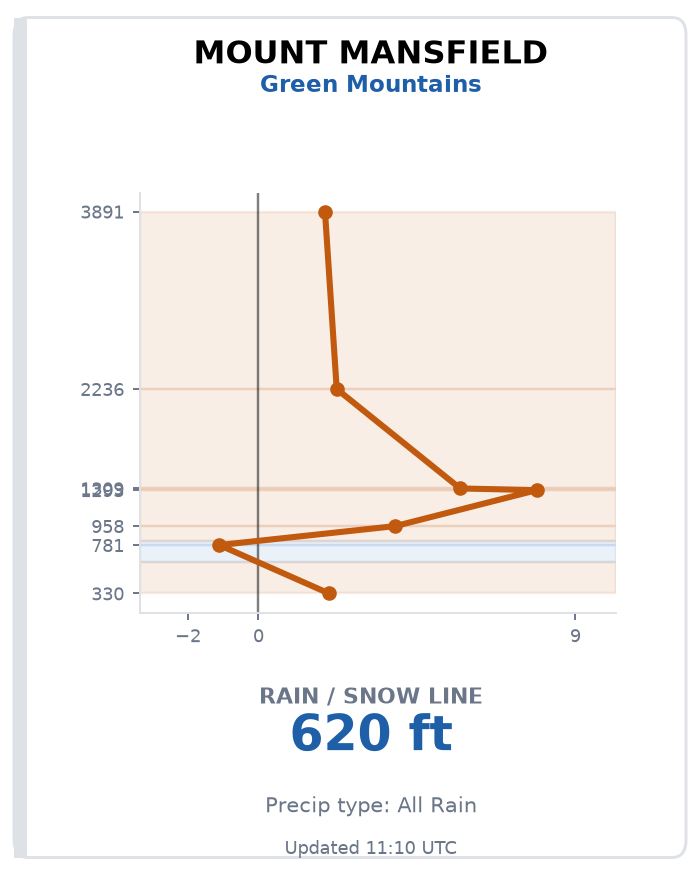 MOUNT MANSFIELD
Green Mountains
3891
2236
958
781
330
−2 0 9
RAIN / SNOW LINE
620 ft
Precip type: All Rain
Updated 11:10 UTC